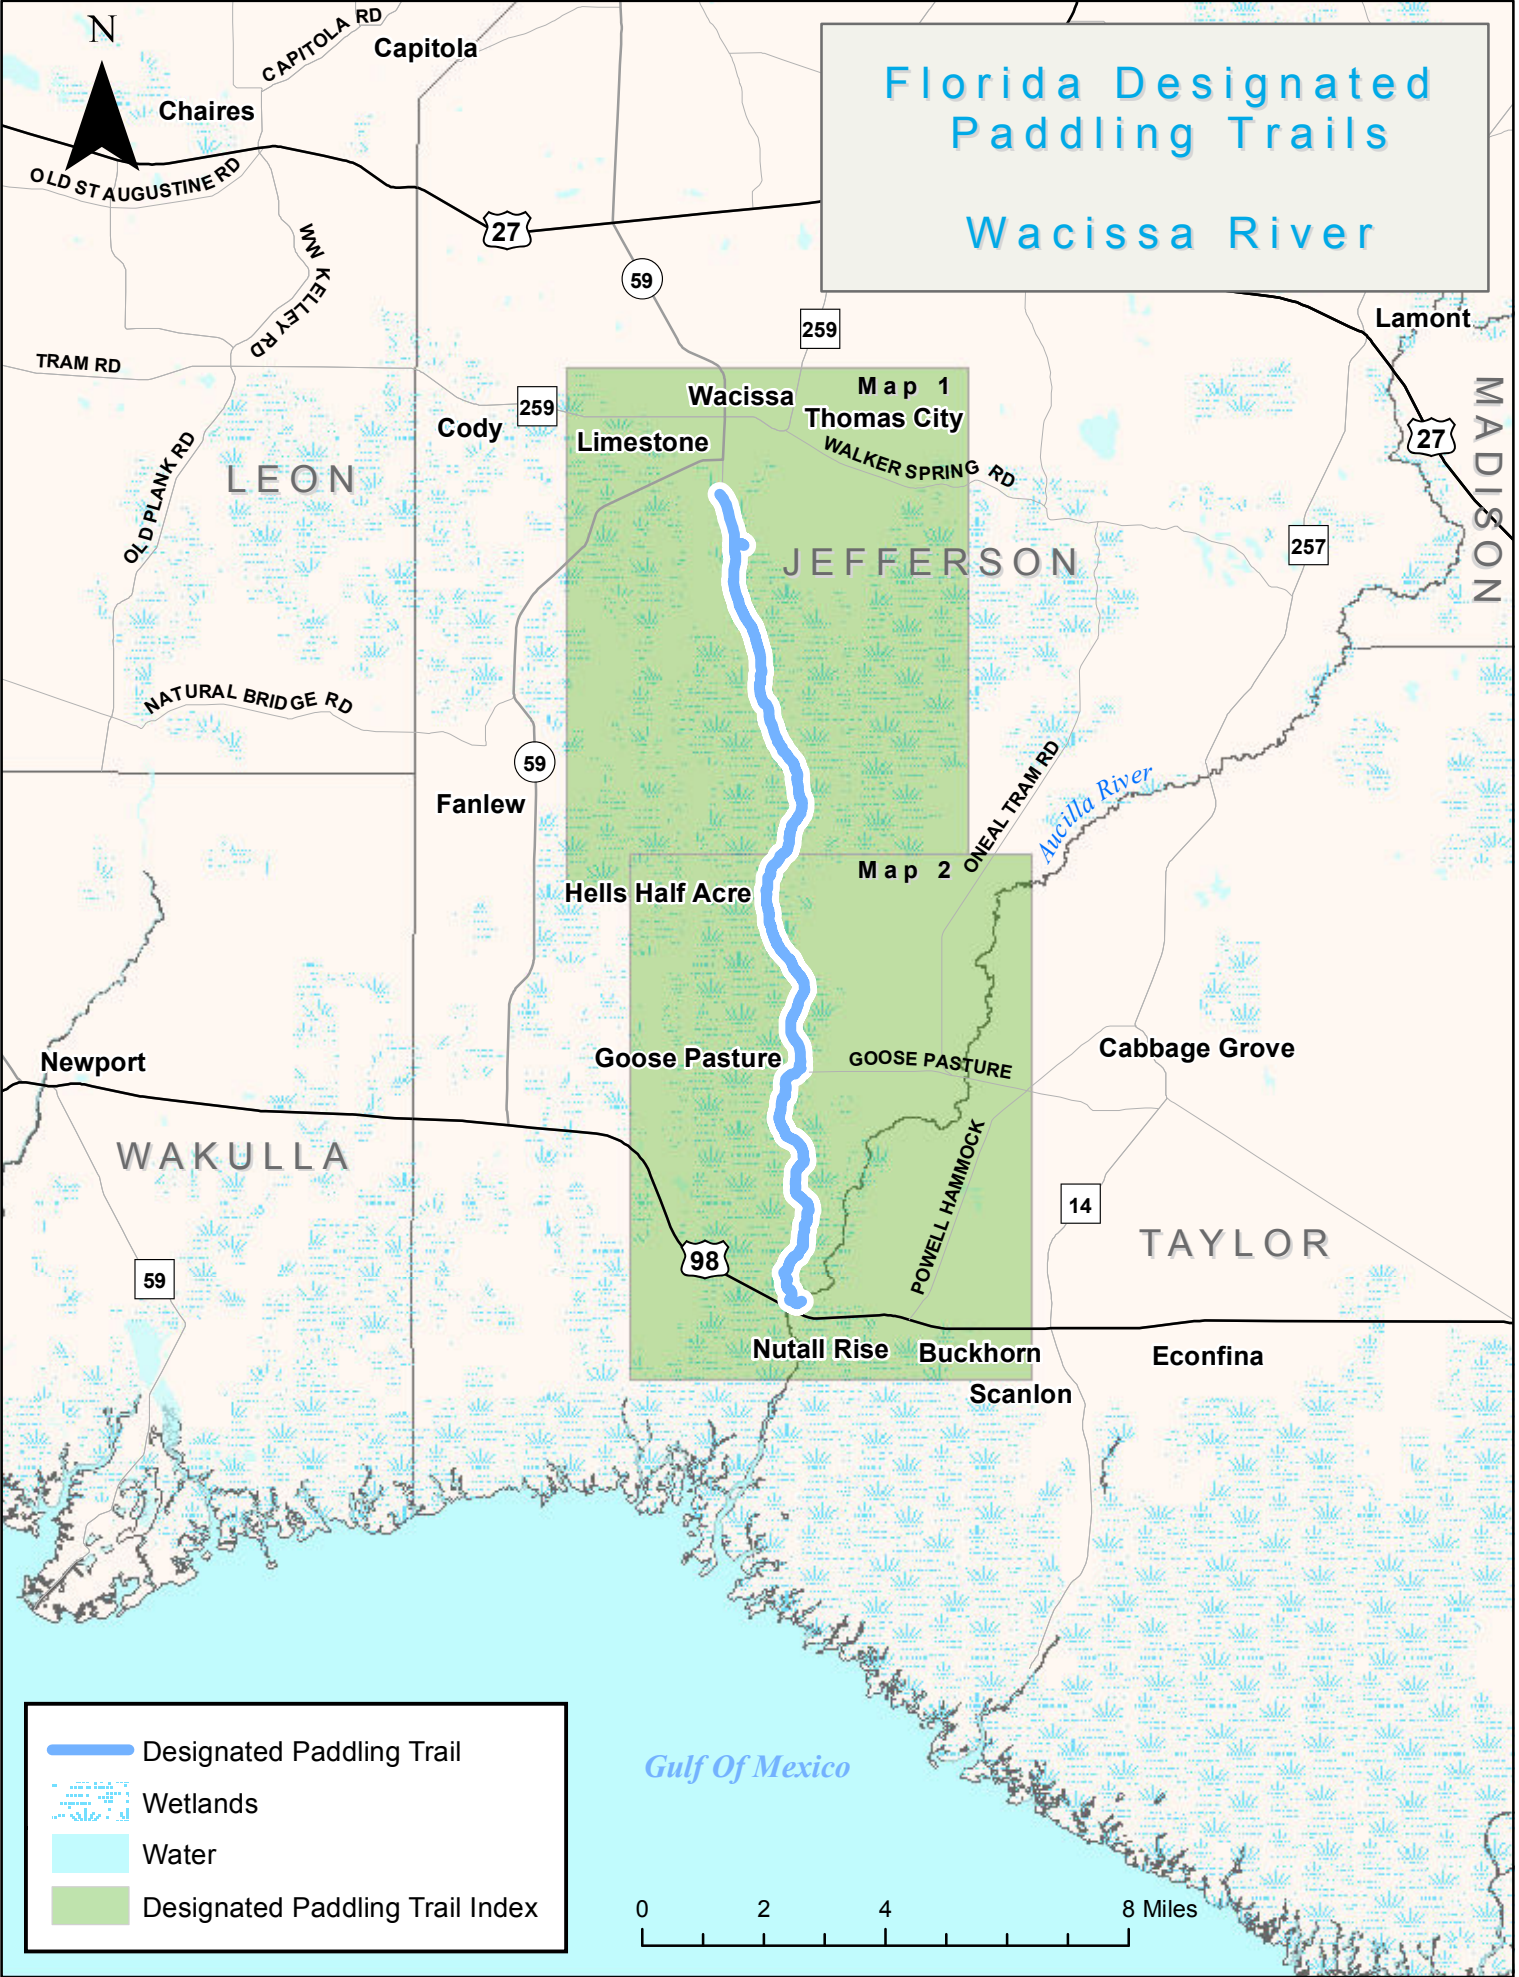 N
CAPITOLA RD
Capitola
Chaires
OLD ST AUGUSTINE RD
Florida Designated
Paddling Trails
Wacissa River
27
WM KELLEY RD
59
259
Lamont
TRAM RD
Wacissa
Map 1
MADISON
259
Thomas City
Cody
Limestone
27
WALKER SPRING RD
LEON
OLD PLANK RD
257
JEFFERSON
NATURAL BRIDGE RD
59
ONEAL TRAM RD
Aucilla River
Fanlew
Map 2
Hells Half Acre
Newport
Goose Pasture
GOOSE PASTURE
Cabbage Grove
WAKULLA
POWELL HAMMOCK
14
TAYLOR
98
59
Nutall Rise
Buckhorn
Econfina
Scanlon
Gulf Of Mexico
Designated Paddling Trail
Wetlands
Water
Designated Paddling Trail Index
0 2 4 8 Miles